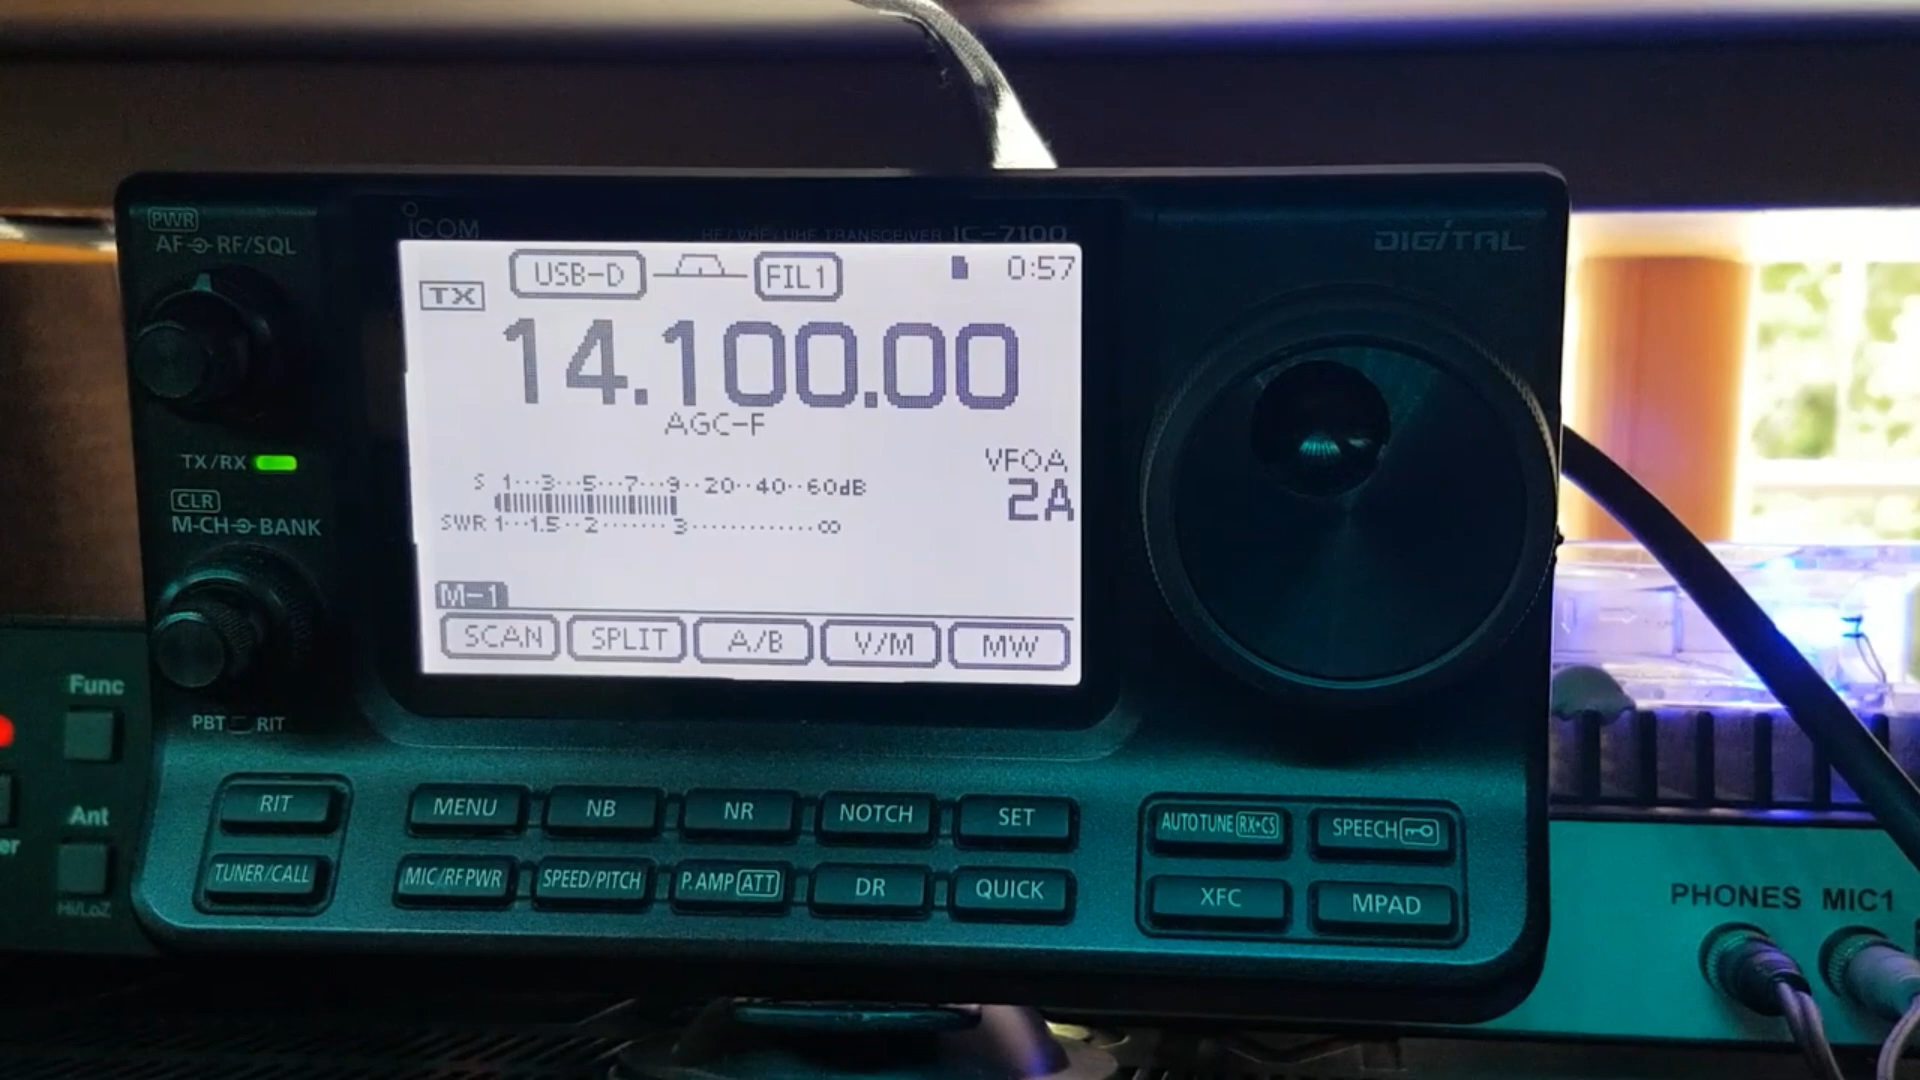 ICOM
HF/VHF/UHF TRANSCEIVER IC-7100
DIGITAL
PWR
AF RF/SQL
USB-D FIL1 0:57
TX
14.100.00
AGC-F
TX/RX
VFOA
2A
S 1···3···5···7···9··20··40··60dB
SWR 1···1.5··2·······3·············∞
CLR
M-CH BANK
M-1
SCAN SPLIT A/B V/M MW
PBT RIT
Func
Ant
er
Hi/LoZ
RIT MENU NB NR NOTCH SET AUTO TUNE RX▸CS SPEECH
TUNER/CALL MIC/RF PWR SPEED/PITCH P.AMP ATT DR QUICK XFC MPAD
PHONES MIC1